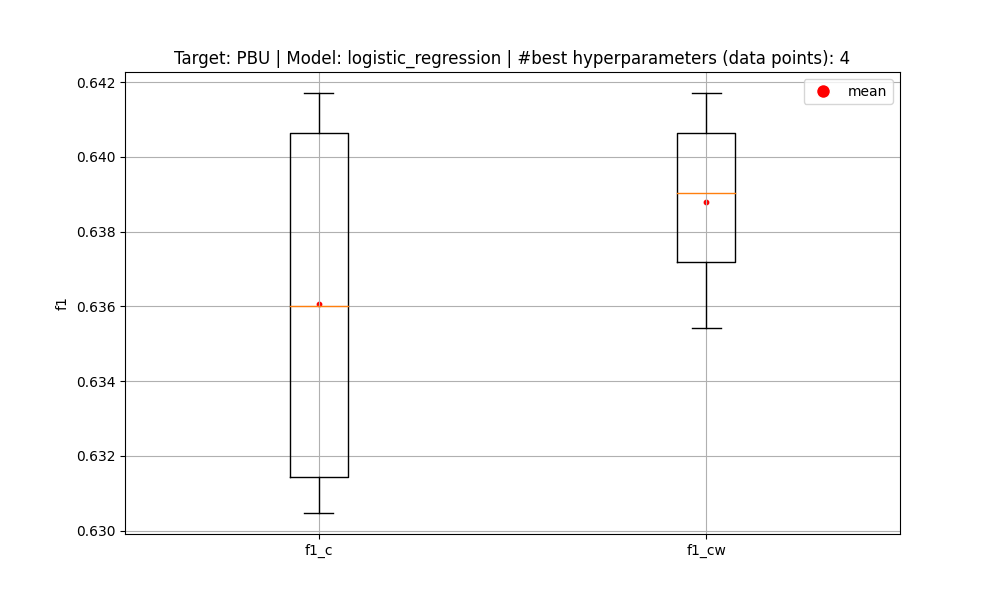 Target: PBU | Model: logistic_regression | #best hyperparameters (data points): 4
mean
0.642
0.640
0.638
0.636
0.634
0.632
0.630
f1
f1_c
f1_cw